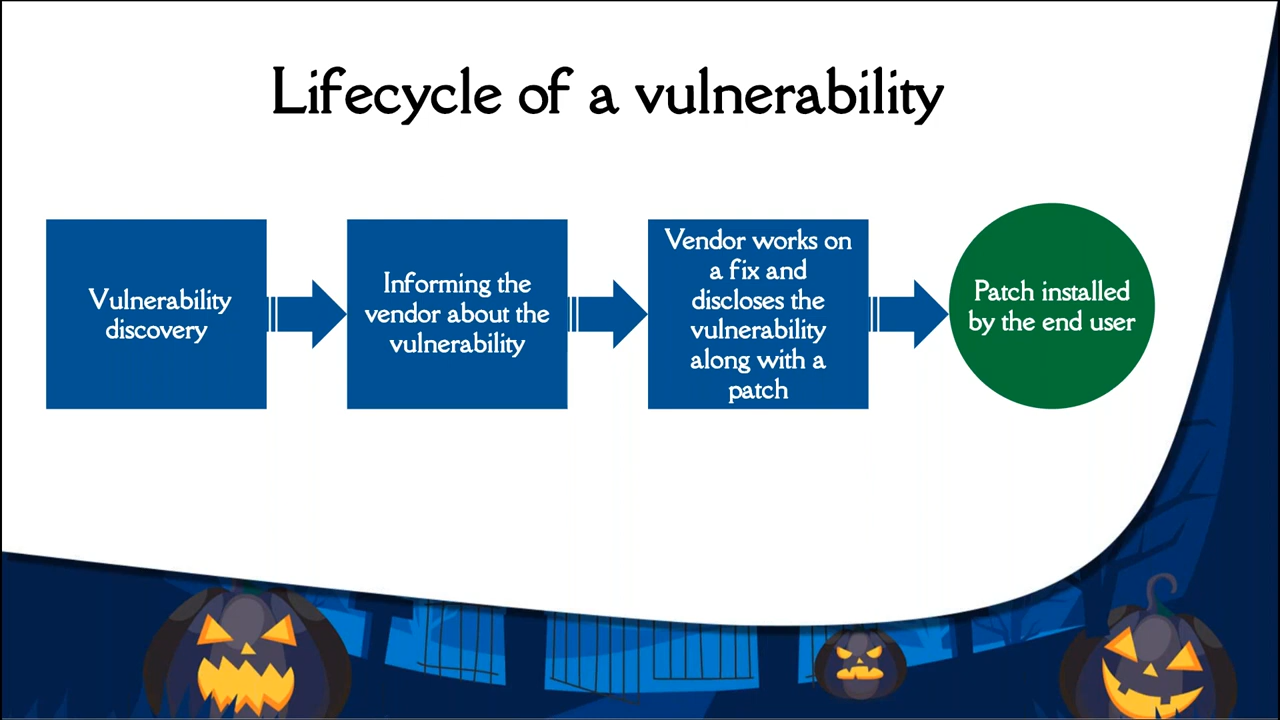 Lifecycle of a vulnerability
Vulnerability
discovery
Informing the
vendor about the
vulnerability
Vendor works on
a fix and
discloses the
vulnerability
along with a
patch
Patch installed
by the end user